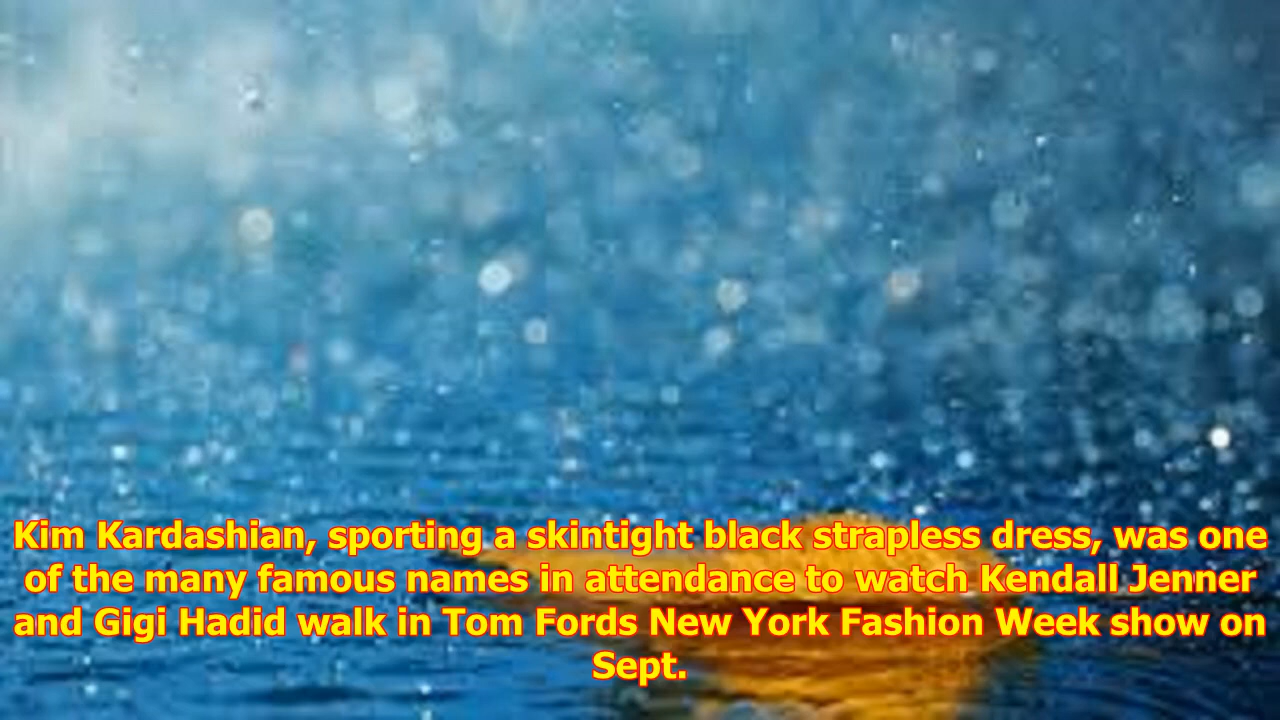 Kim Kardashian, sporting a skintight black strapless dress, was one
of the many famous names in attendance to watch Kendall Jenner
and Gigi Hadid walk in Tom Fords New York Fashion Week show on
Sept.